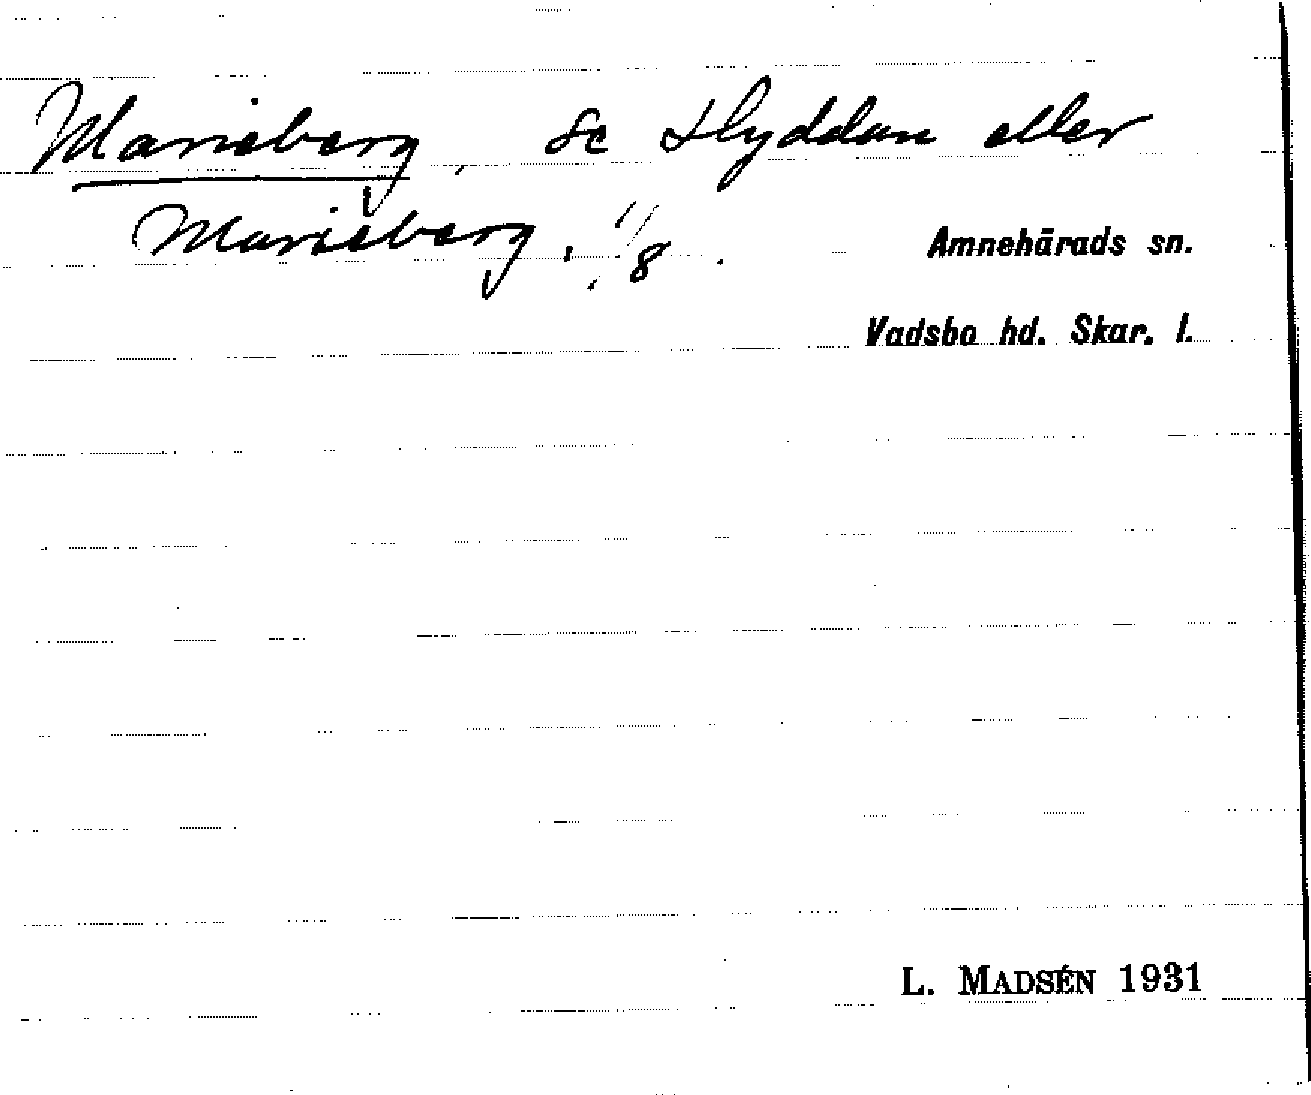 Marieberg, se Hyddan eller
Marieberg, 1/8.
Amnehärads sn.
Vadsbo hd. Skar. l.
L. MADSÉN 1931